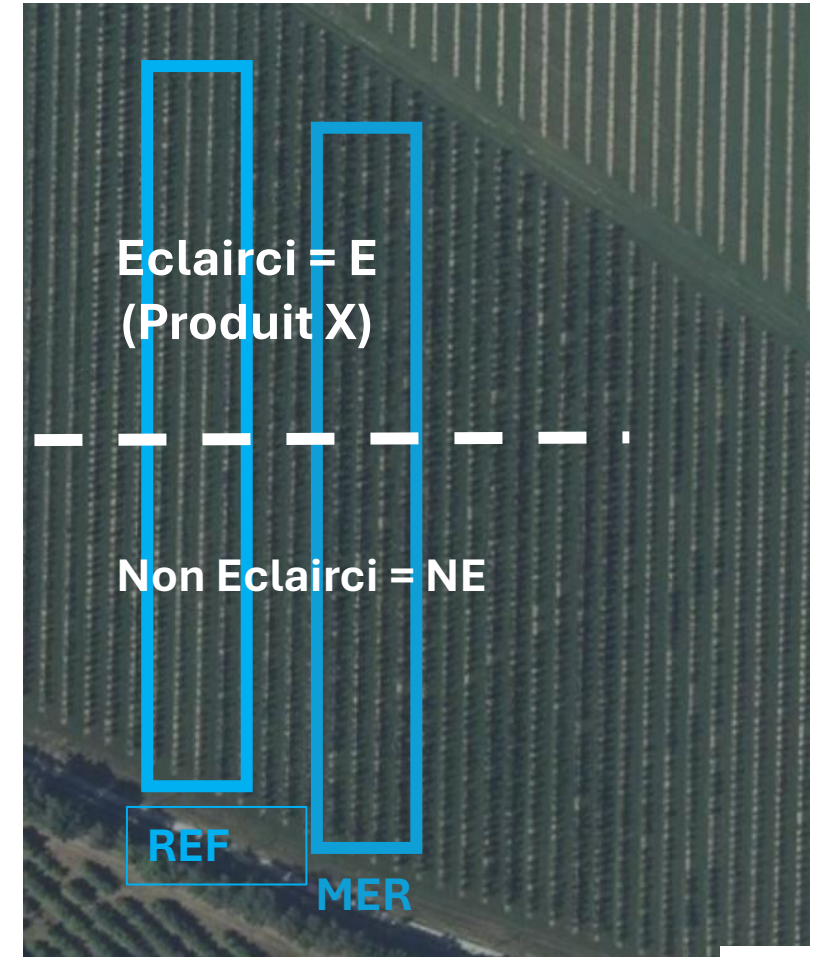 Eclairci = E
(Produit X)
Non Eclairci = NE
REF
MER